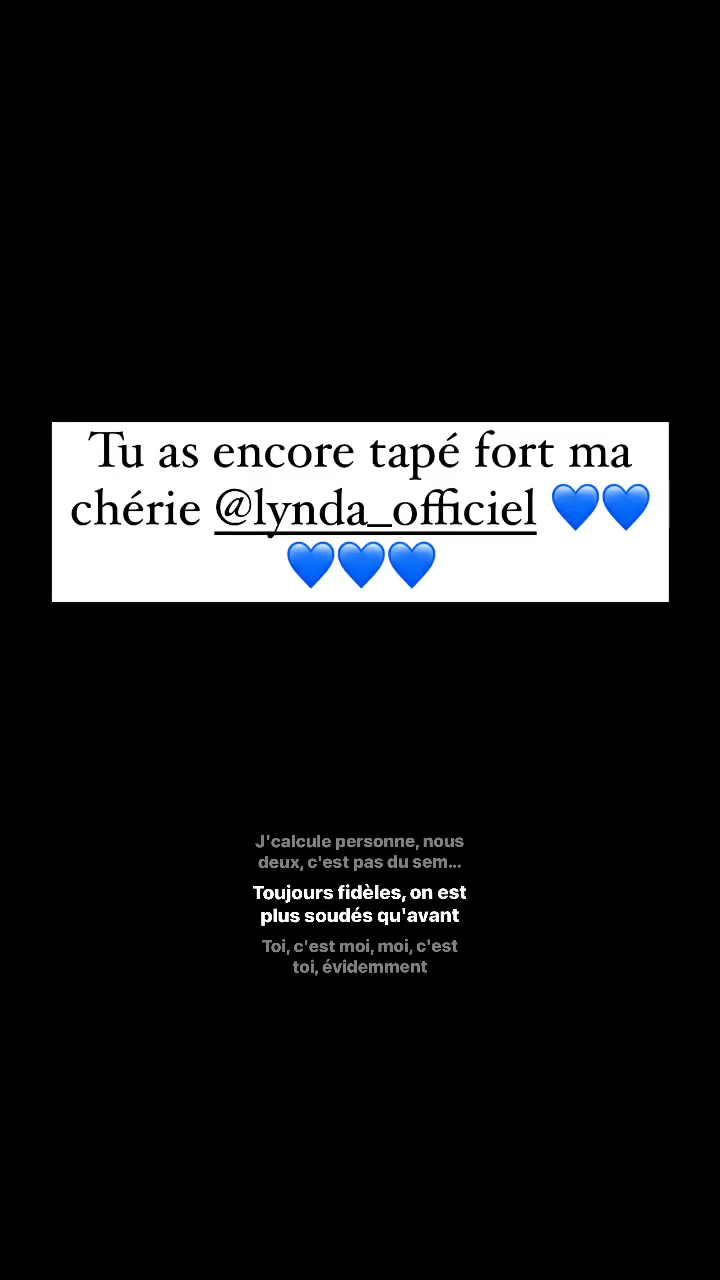 Tu as encore tapé fort ma
chérie @lynda_officiel 💙💙
💙💙💙
J'calcule personne, nous
deux, c'est pas du sem...
Toujours fidèles, on est
plus soudés qu'avant
Toi, c'est moi, moi, c'est
toi, évidemment